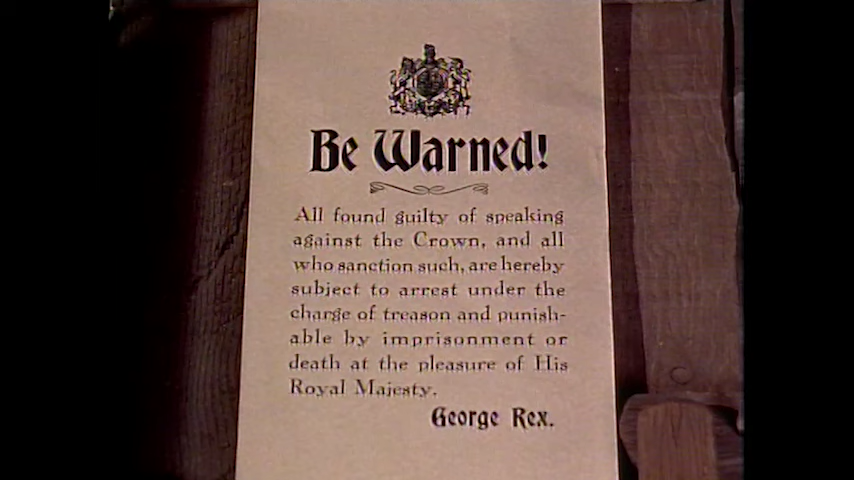 Be Warned!
All found guilty of speaking
against the Crown, and all
who sanction such, are hereby
subject to arrest under the
charge of treason and punish-
able by imprisonment or
death at the pleasure of His
Royal Majesty.
George Rex.